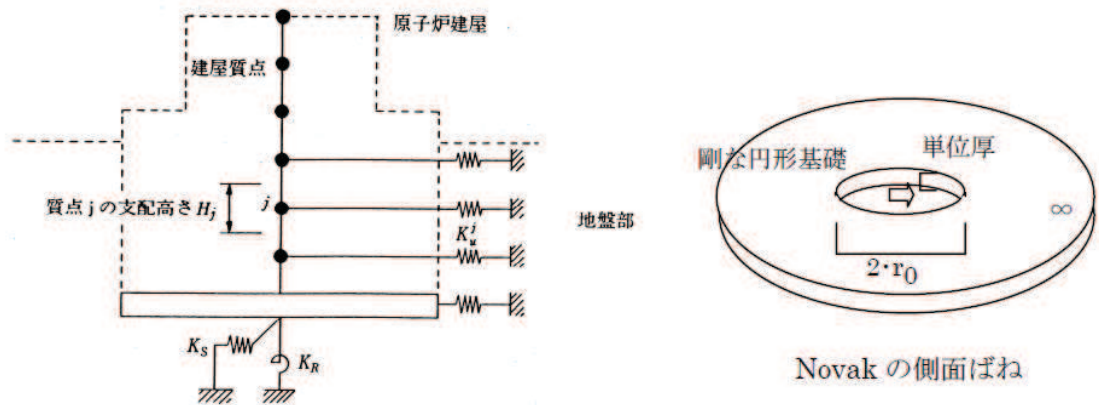 原子炉建屋
建屋質点
質点 j の支配高さ H_j
j
K_u^j
地盤部
K_S
K_R
剛な円形基礎
単位厚
∞
2·r_0
Novak の側面ばね